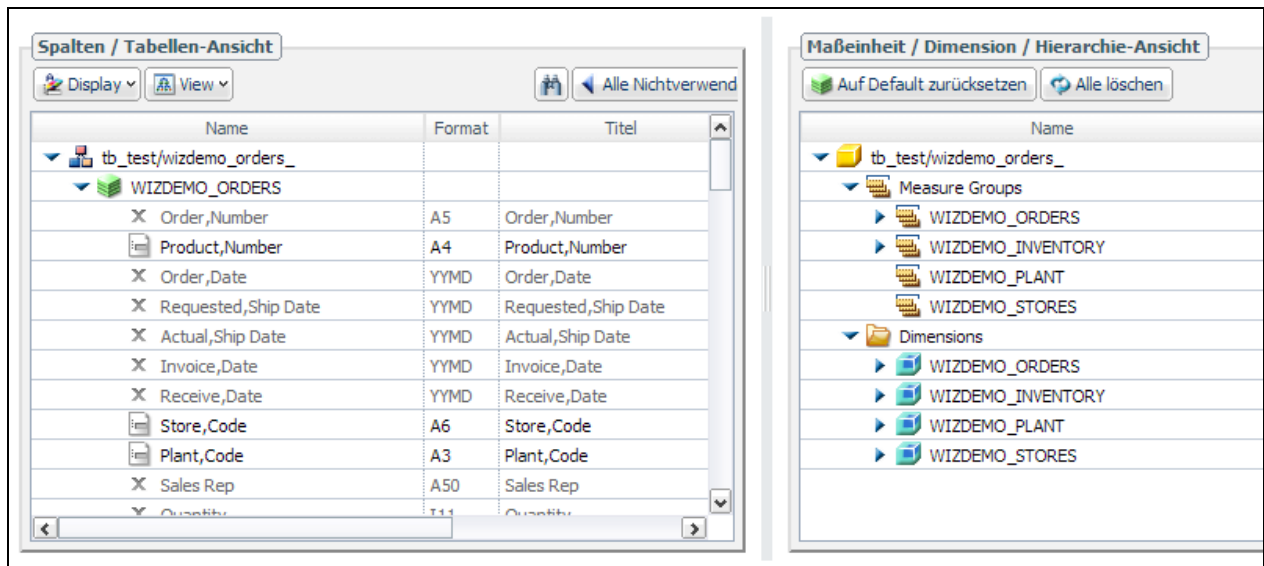 Spalten / Tabellen-Ansicht
Display View Alle Nichtverwend
Name Format Titel
tb_test/wizdemo_orders_
WIZDEMO_ORDERS
Order,Number A5 Order,Number
Product,Number A4 Product,Number
Order,Date YYMD Order,Date
Requested,Ship Date YYMD Requested,Ship Date
Actual,Ship Date YYMD Actual,Ship Date
Invoice,Date YYMD Invoice,Date
Receive,Date YYMD Receive,Date
Store,Code A6 Store,Code
Plant,Code A3 Plant,Code
Sales Rep A50 Sales Rep
Quantity I11 Quantity
Maßeinheit / Dimension / Hierarchie-Ansicht
Auf Default zurücksetzen Alle löschen
Name
tb_test/wizdemo_orders_
Measure Groups
WIZDEMO_ORDERS
WIZDEMO_INVENTORY
WIZDEMO_PLANT
WIZDEMO_STORES
Dimensions
WIZDEMO_ORDERS
WIZDEMO_INVENTORY
WIZDEMO_PLANT
WIZDEMO_STORES